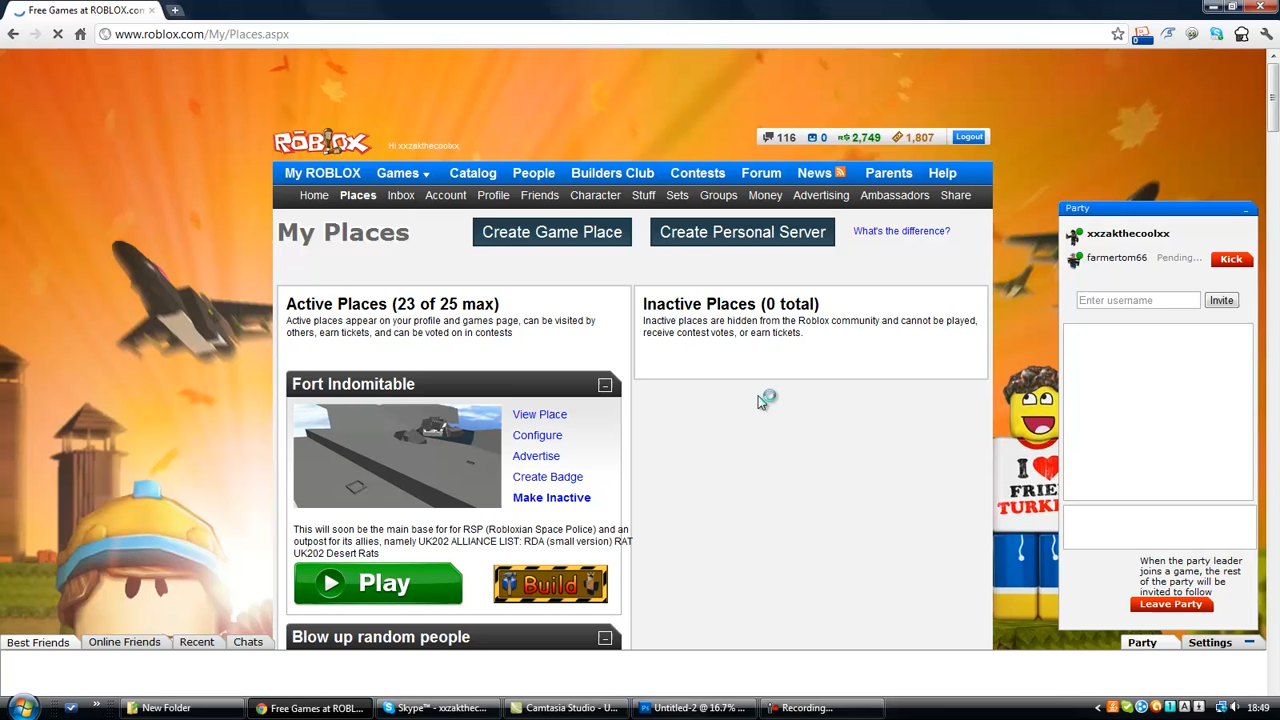 Free Games at ROBLOX.com
www.roblox.com/My/Places.aspx
0
ROBLOX
Hi xxzakthecoolxx
116 0 R$ 2,749 1,807 Logout
My ROBLOX Games Catalog People Builders Club Contests Forum News Parents Help
Home Places Inbox Account Profile Friends Character Stuff Sets Groups Money Advertising Ambassadors Share
My Places Create Game Place Create Personal Server What's the difference?
Active Places (23 of 25 max)
Active places appear on your profile and games page, can be visited by
others, earn tickets, and can be voted on in contests
Inactive Places (0 total)
Inactive places are hidden from the Roblox community and cannot be played,
receive contest votes, or earn tickets.
Fort Indomitable
View Place
Configure
Advertise
Create Badge
Make Inactive
This will soon be the main base for for RSP (Robloxian Space Police) and an
outpost for its allies, namely UK202 ALLIANCE LIST: RDA (small version) RAT
UK202 Desert Rats
Play Build
Blow up random people
Party
xxzakthecoolxx
farmertom66 Pending... Kick
Enter username Invite
When the party leader
joins a game, the rest
of the party will be
invited to follow
Leave Party
I
FRIE
TURK
Best Friends Online Friends Recent Chats
Party Settings
New Folder Free Games at ROBL... Skype™ - xxzakthec... Camtasia Studio - U... Untitled-2 @ 16.7% ... Recording... 18:49